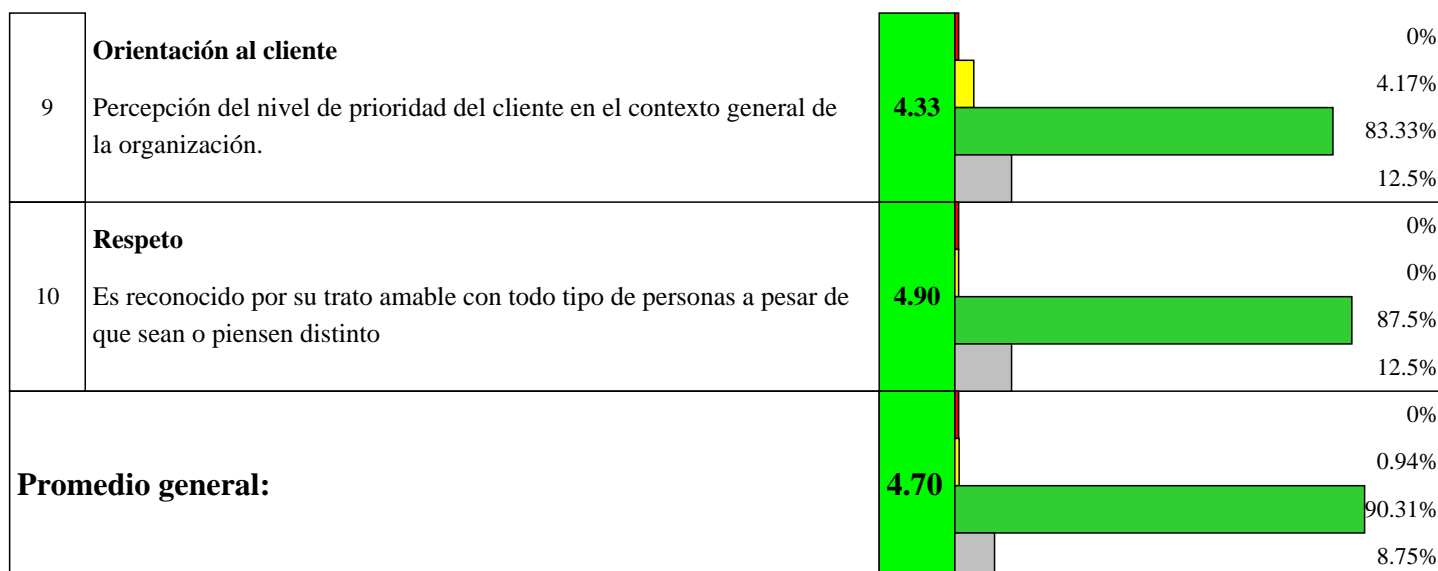 9
Orientación al cliente
Percepción del nivel de prioridad del cliente en el contexto general de
la organización.
4.33
0%
4.17%
83.33%
12.5%
10
Respeto
Es reconocido por su trato amable con todo tipo de personas a pesar de
que sean o piensen distinto
4.90
0%
0%
87.5%
12.5%
Promedio general:
4.70
0%
0.94%
90.31%
8.75%